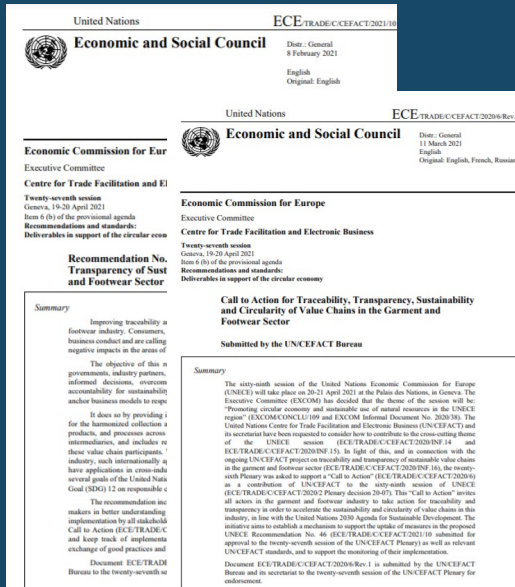 United Nations
ECE/TRADE/C/CEFACT/2021/10
Economic and Social Council
Distr.: General
8 February 2021
English
Original: English
Economic Commission for Eur
Executive Committee
Centre for Trade Facilitation and El
Twenty-seventh session
Geneva, 19-20 April 2021
Item 6 (b) of the provisional agenda
Recommendations and standards:
Deliverables in support of the circular econ
Recommendation No.
Transparency of Sust
and Footwear Sector
Summary
Improving traceability a
footwear industry. Consumers,
business conduct and are calling
negative impacts in the areas of
The objective of this r
governments, industry partners,
informed decisions, overcom
accountability for sustainability
anchor business models to respo
It does so by providing i
for the harmonized collection a
products, and processes across
intermediaries, and includes re
these value chain participants.
industry, such internationally ag
have applications in cross-indu
several goals of the United Natio
Goal (SDG) 12 on responsible c
The recommendation inc
makers in better understanding
implementation by all stakehold
Call to Action (ECE/TRADE/C
and keep track of implementa
exchange of good practices and
Document ECE/TRADE
Bureau to the twenty-seventh se
United Nations
ECE/TRADE/C/CEFACT/2020/6/Rev.
Economic and Social Council
Distr.: General
11 March 2021
English
Original: English, French, Russian
Economic Commission for Europe
Executive Committee
Centre for Trade Facilitation and Electronic Business
Twenty-seventh session
Geneva, 19-20 April 2021
Item 6 (b) of the provisional agenda
Recommendations and standards:
Deliverables in support of the circular economy
Call to Action for Traceability, Transparency, Sustainability
and Circularity of Value Chains in the Garment and
Footwear Sector
Submitted by the UN/CEFACT Bureau
Summary
The sixty-ninth session of the United Nations Economic Commission for Europe
(UNECE) will take place on 20-21 April 2021 at the Palais des Nations, in Geneva. The
Executive Committee (EXCOM) has decided that the theme of the session will be:
"Promoting circular economy and sustainable use of natural resources in the UNECE
region" (EXCOM/CONCLU/109 and EXCOM Informal Document No. 2020/38). The
United Nations Centre for Trade Facilitation and Electronic Business (UN/CEFACT) and
its secretariat have been requested to consider how to contribute to the cross-cutting theme
of the UNECE session (ECE/TRADE/C/CEFACT/2020/INF.14 and
ECE/TRADE/C/CEFACT/2020/INF.15). In light of this, and in connection with the
ongoing UN/CEFACT project on traceability and transparency of sustainable value chains
in the garment and footwear sector (ECE/TRADE/C/CEFACT/2020/INF.16), the twenty-
sixth Plenary was asked to support a "Call to Action" (ECE/TRADE/C/CEFACT/2020/6)
as a contribution of UN/CEFACT to the sixty-ninth session of UNECE
(ECE/TRADE/C/CEFACT/2020/2 Plenary decision 20-07). This "Call to Action" invites
all actors in the garment and footwear industry to take action for traceability and
transparency in order to accelerate the sustainability and circularity of value chains in this
industry, in line with the United Nations 2030 Agenda for Sustainable Development. The
initiative aims to establish a mechanism to support the uptake of measures in the proposed
UNECE Recommendation No. 46 (ECE/TRADE/C/CEFACT/2021/10 submitted for
approval to the twenty-seventh session of the UN/CEFACT Plenary) as well as relevant
UN/CEFACT standards, and to support the monitoring of their implementation.
Document ECE/TRADE/C/CEFACT/2020/6/Rev.1 is submitted by the UN/CEFACT
Bureau and its secretariat to the twenty-seventh session of the UN/CEFACT Plenary for
endorsement.